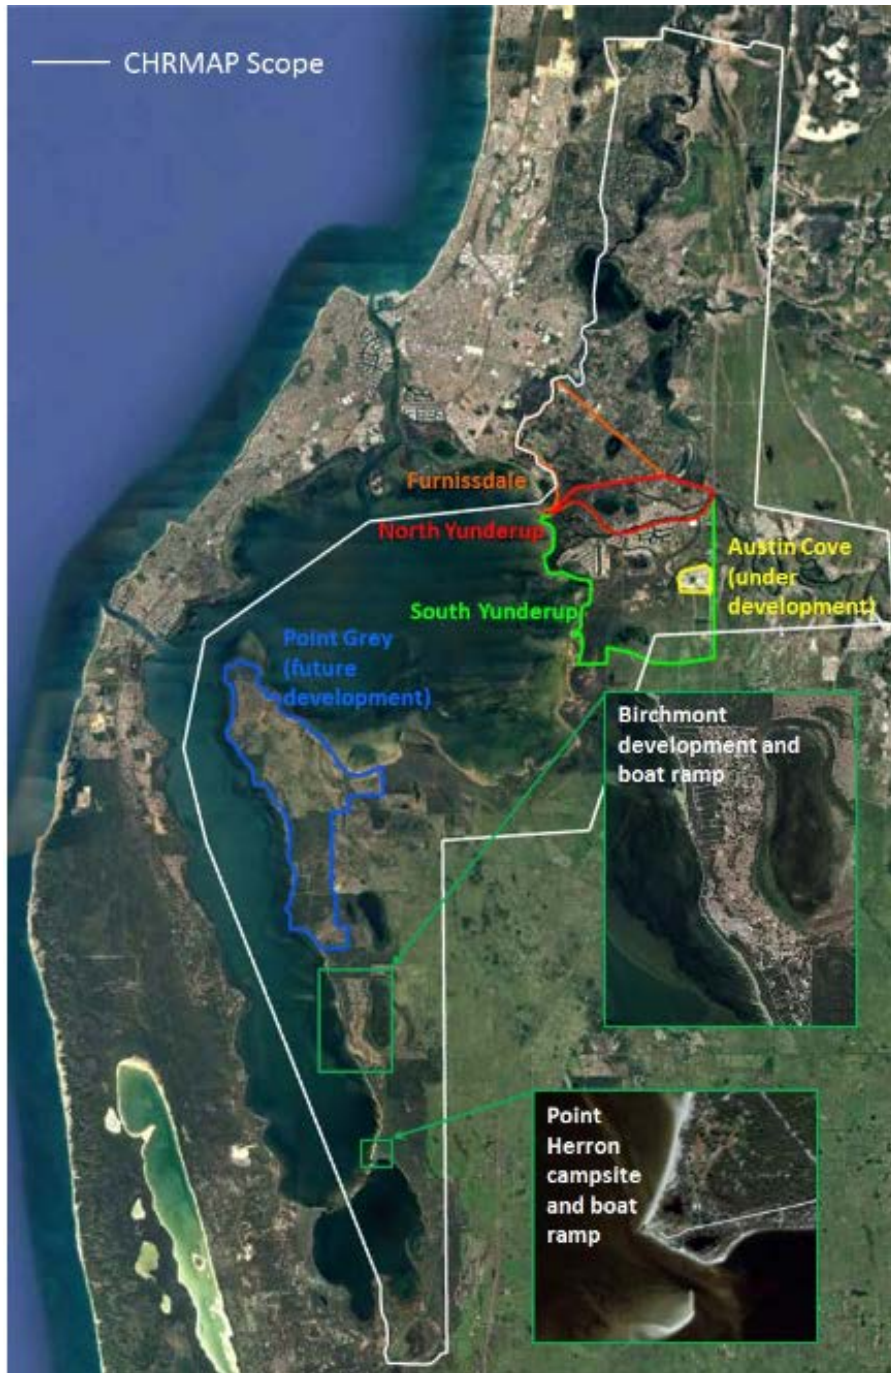 CHRMAP Scope
Furnissdale
North Yunderup
Austin Cove
(under
development)
South Yunderup
Point Grey
(future
development)
Birchmont
development and
boat ramp
Point
Herron
campsite
and boat
ramp